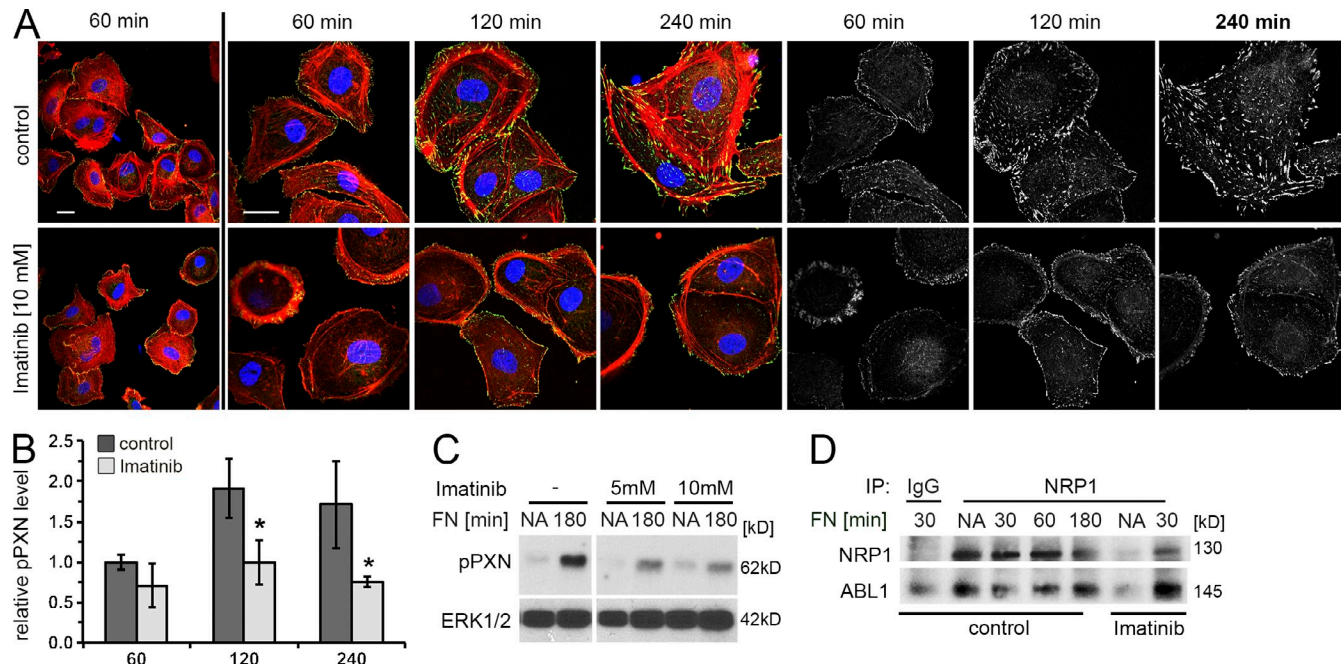 A
60 min 60 min 120 min 240 min 60 min 120 min 240 min
control
Imatinib [10 mM]
B
relative pPXN level
2.5
2.0
1.5
1.0
0.5
0.0
control
Imatinib
*
*
60 120 240
C
Imatinib - 5mM 10mM
FN [min] NA 180 NA 180 NA 180 [kD]
pPXN 62kD
ERK1/2 42kD
D
IP: IgG NRP1
FN [min] 30 NA 30 60 180 NA 30 [kD]
NRP1 130
ABL1 145
control Imatinib